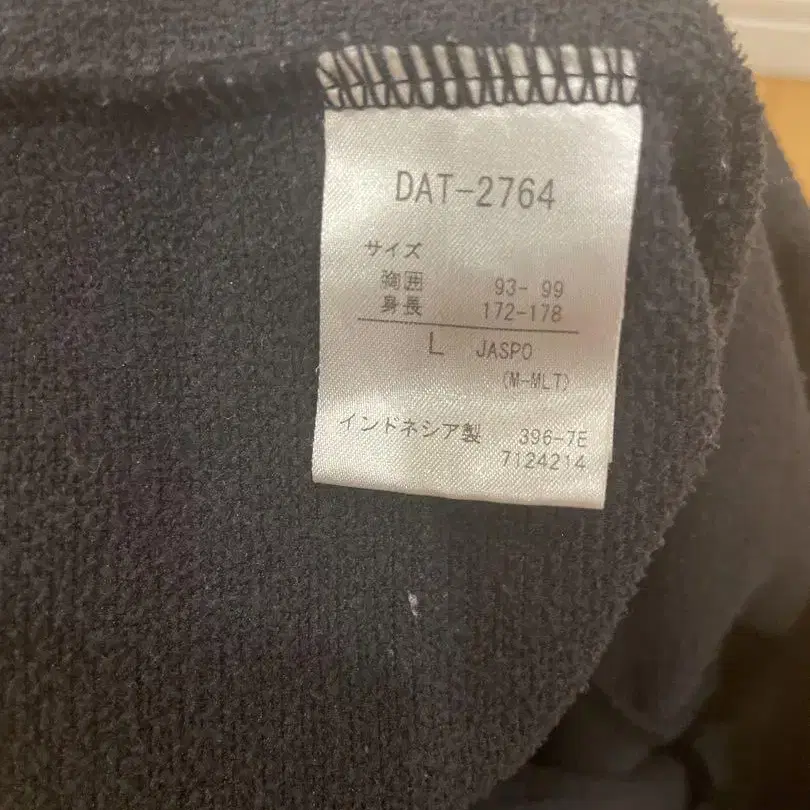 DAT-2764
サイズ
胸囲 93- 99
身長 172-178
L JASPO
(M-MLT)
インドネシア製 396-7E
7124214